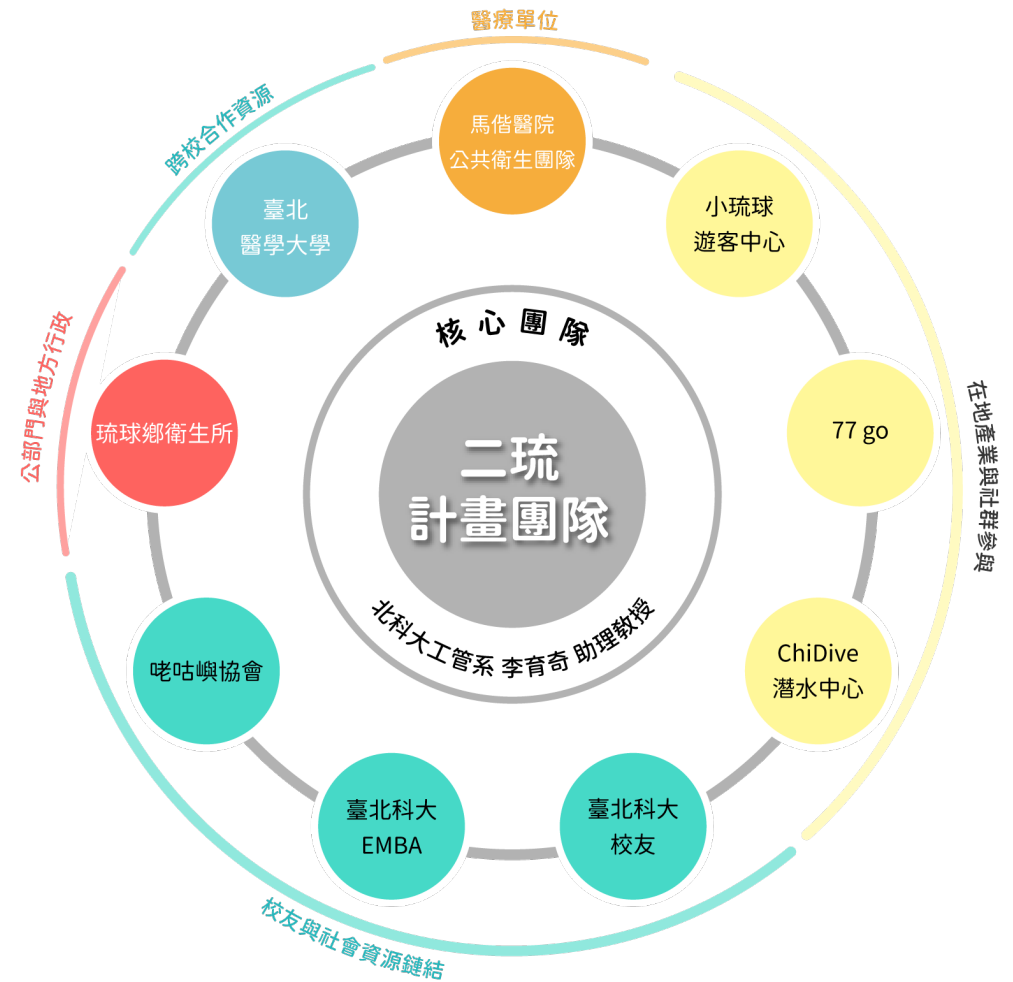 醫療單位
馬偕醫院
公共衛生團隊
跨校合作資源
臺北
醫學大學
小琉球
遊客中心
公部門與地方行政
琉球鄉衛生所
核心團隊
二琉
計畫團隊
北科大工管系 李育奇 助理教授
77 go
在地產業與社群參與
咾咕嶼協會
ChiDive
潛水中心
臺北科大
EMBA
臺北科大
校友
校友與社會資源鏈結